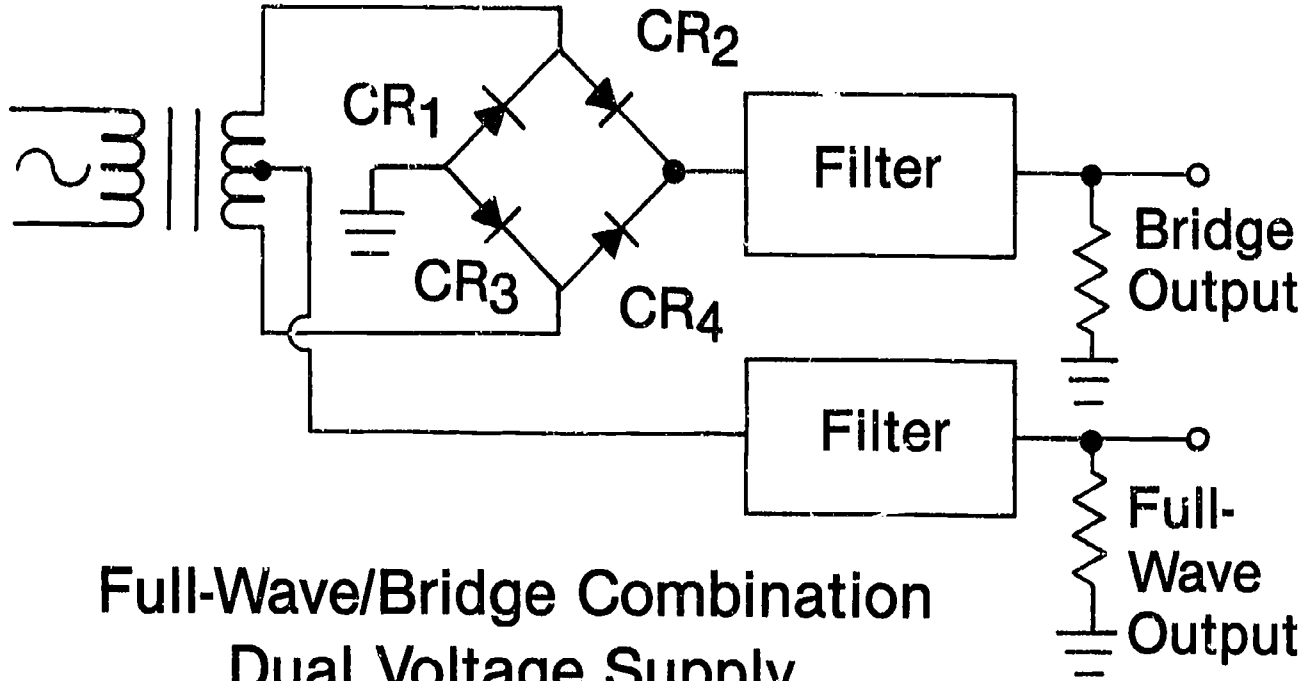 CR2
CR1
Filter
Bridge
Output
CR3
CR4
Filter
Full-
Wave
Output
Full-Wave/Bridge Combination
Dual Voltage Supply